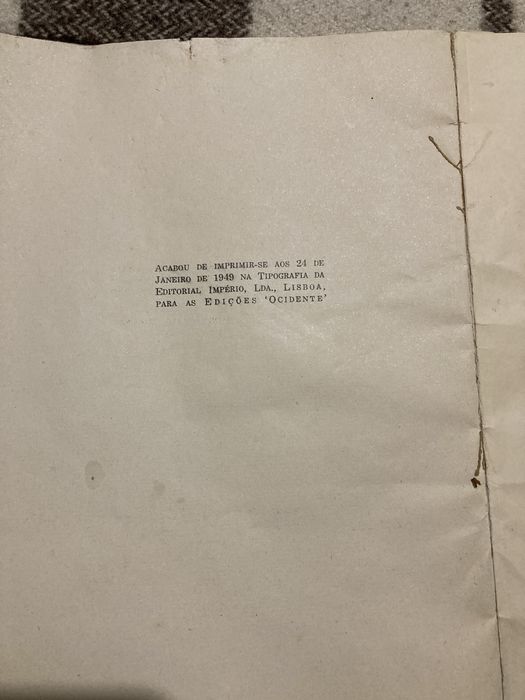 Acabou de imprimir-se aos 24 de
Janeiro de 1949 na Tipografia da
Editorial Império, Lda., Lisboa,
para as Edições ‘Ocidente’